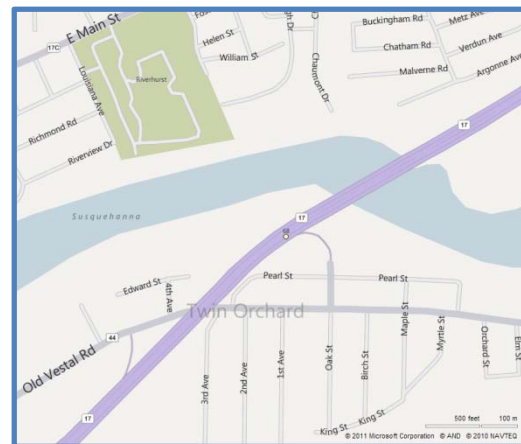 E Main St
17C
Helen St
William St
Riverhurst
Louisiana Ave
Richmond Rd
Riverview Dr
Chaumont Dr
Buckingham Rd
Metz Ave
Chatham Rd
Verdun Ave
Malverne Rd
Argonne Ave
17
Susquehanna
17
68
Edward St
4th Ave
Pearl St
Pearl St
Twin Orchard
44
Old Vestal Rd
3rd Ave
2nd Ave
1st Ave
Oak St
Birch St
Maple St
Myrtle St
Orchard St
Elm St
King St
King St
17
500 feet
100 m
© 2011 Microsoft Corporation © AND © 2010 NAVTEQ